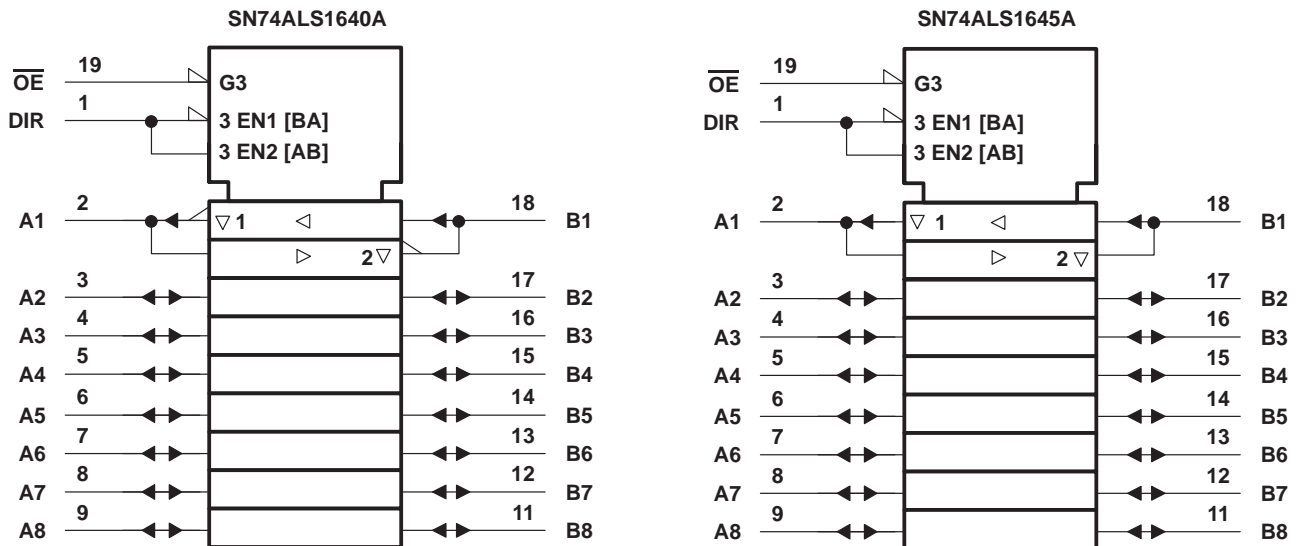 SN74ALS1640A
OE 19 G3
DIR 1 3 EN1 [BA]
3 EN2 [AB]
A1 2 1 18 B1
2
A2 3 17 B2
A3 4 16 B3
A4 5 15 B4
A5 6 14 B5
A6 7 13 B6
A7 8 12 B7
A8 9 11 B8
SN74ALS1645A
OE 19 G3
DIR 1 3 EN1 [BA]
3 EN2 [AB]
A1 2 1 18 B1
2
A2 3 17 B2
A3 4 16 B3
A4 5 15 B4
A5 6 14 B5
A6 7 13 B6
A7 8 12 B7
A8 9 11 B8